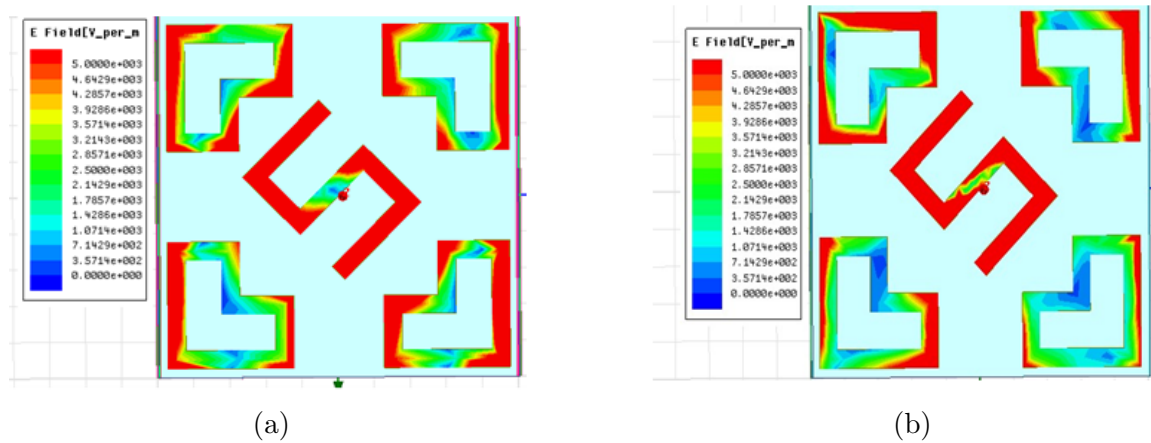 E Field[V_per_m
5.0000e+003
4.6429e+003
4.2857e+003
3.9286e+003
3.5714e+003
3.2143e+003
2.8571e+003
2.5000e+003
2.1429e+003
1.7857e+003
1.4286e+003
1.0714e+003
7.1429e+002
3.5714e+002
0.0000e+000
(a)
E Field[V_per_m
5.0000e+003
4.6429e+003
4.2857e+003
3.9286e+003
3.5714e+003
3.2143e+003
2.8571e+003
2.5000e+003
2.1429e+003
1.7857e+003
1.4286e+003
1.0714e+003
7.1429e+002
3.5714e+002
0.0000e+000
(b)